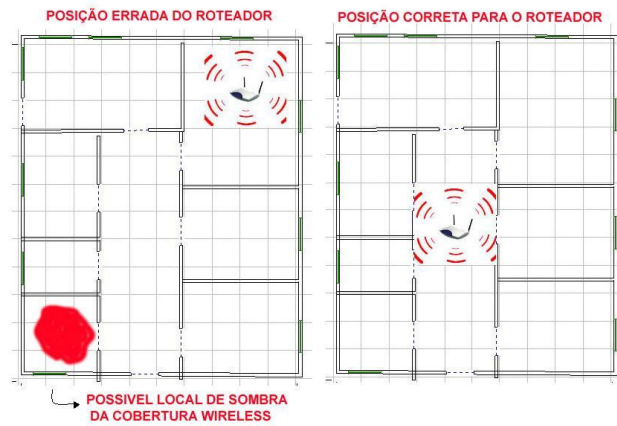 POSIÇÃO ERRADA DO ROTEADOR
POSIÇÃO CORRETA PARA O ROTEADOR
POSSIVEL LOCAL DE SOMBRA
DA COBERTURA WIRELESS